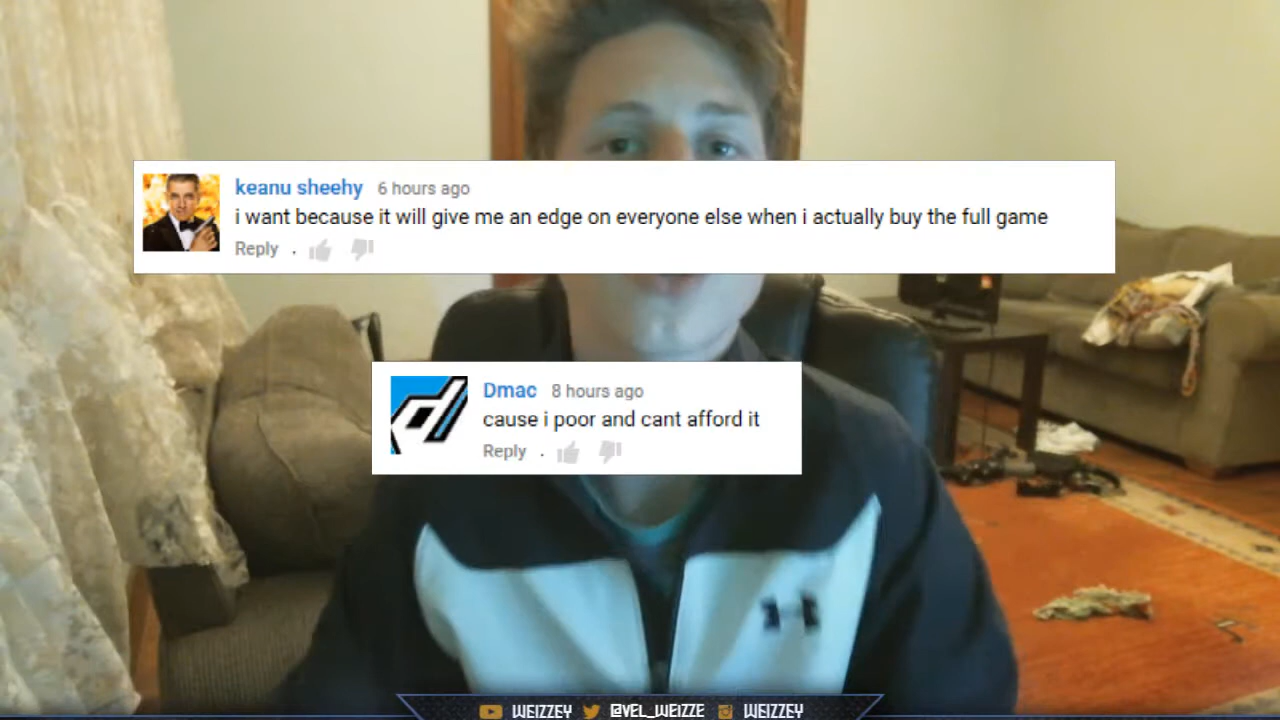 keanu sheehy 6 hours ago
i want because it will give me an edge on everyone else when i actually buy the full game
Reply .
Dmac 8 hours ago
cause i poor and cant afford it
Reply .
WEIZZEY @VEL_WEIZZE WEIZZEY